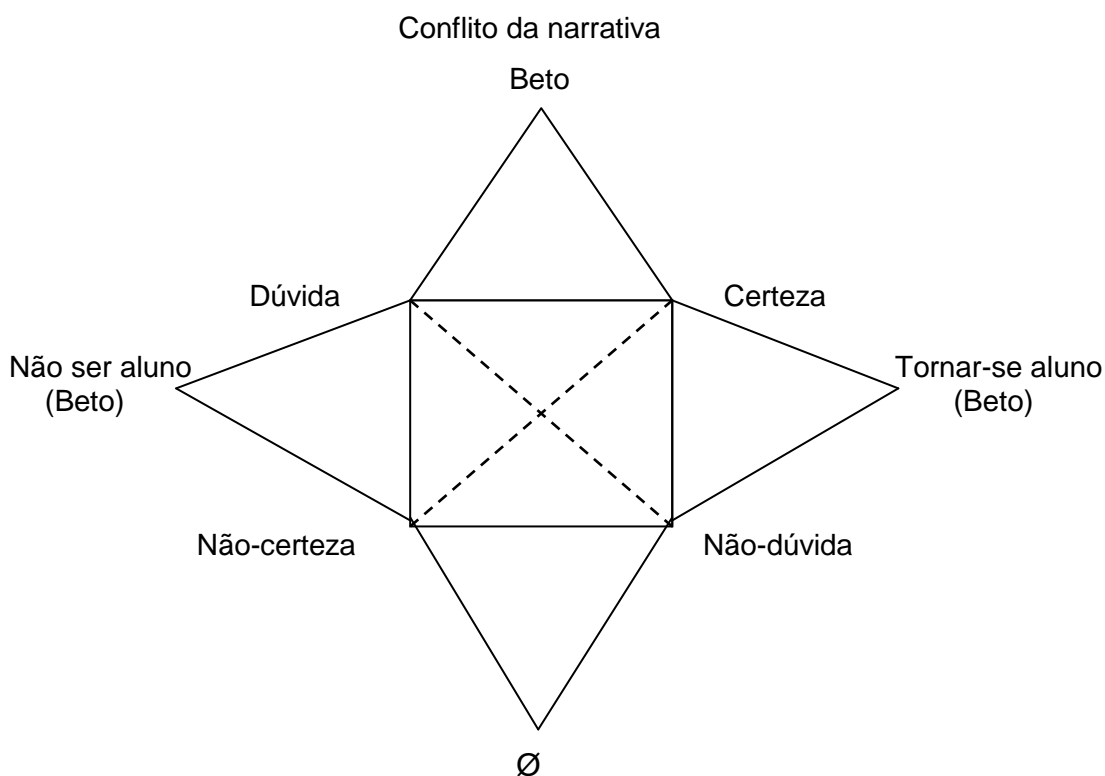 Conflito da narrativa
Beto
Dúvida
Certeza
Não ser aluno
(Beto)
Tornar-se aluno
(Beto)
Não-certeza
Não-dúvida
Ø